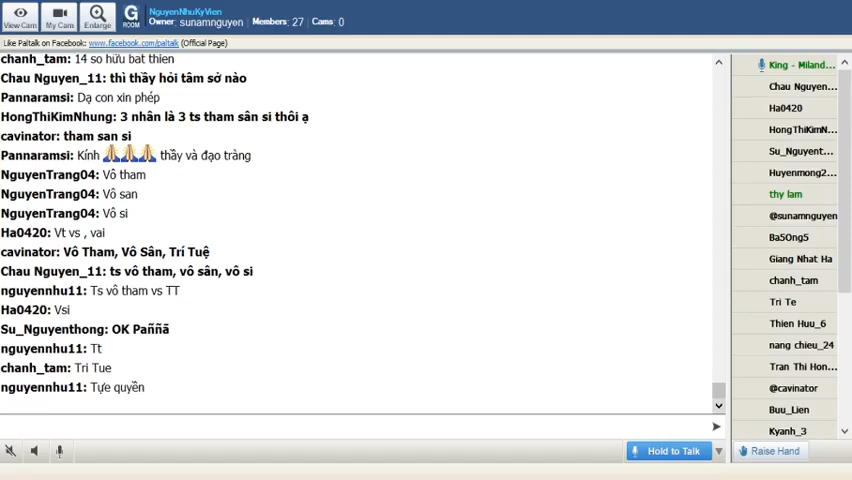 View Cam
My Cam
Enlarge
G
ROOM
NguyenNhuKyVien
Owner: sunamnguyen , Members: 27 / Cams: 0
Like Paltalk on Facebook: www.facebook.com/paltalk (Official Page)
chanh_tam: 14 so hữu bat thien
Chau Nguyen_11: thì thầy hỏi tâm sở nào
Pannaramsi: Dạ con xin phép
HongThiKimNhung: 3 nhân là 3 ts tham sân si thôi ạ
cavinator: tham san si
Pannaramsi: Kính 🙏🙏🙏 thầy và đạo tràng
NguyenTrang04: Vô tham
NguyenTrang04: Vô san
NguyenTrang04: Vô si
Ha0420: Vt vs , vai
cavinator: Vô Tham, Vô Sân, Trí Tuệ
Chau Nguyen_11: ts vô tham, vô sân, vô si
nguyennhu11: Ts vô tham vs TT
Ha0420: Vsi
Su_Nguyenthong: OK Paññã
nguyennhu11: Tt
chanh_tam: Tri Tue
nguyennhu11: Tựe quyền
Hold to Talk
King - Miland...
Chau Nguyen...
Ha0420
HongThiKimN...
Su_Nguyent...
Huyenmong2...
thy lam
@sunamnguyen
Ba5Ong5
Giang Nhat Ha
chanh_tam
Tri Te
Thien Huu_6
nang chieu_24
Tran Thi Hon...
@cavinator
Buu_Lien
Kyanh_3
Raise Hand